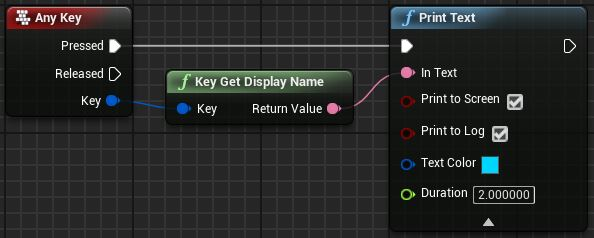 Any Key
Pressed
Released
Key
f Key Get Display Name
Key Return Value
f Print Text
In Text
Print to Screen
Print to Log
Text Color
Duration 2.000000